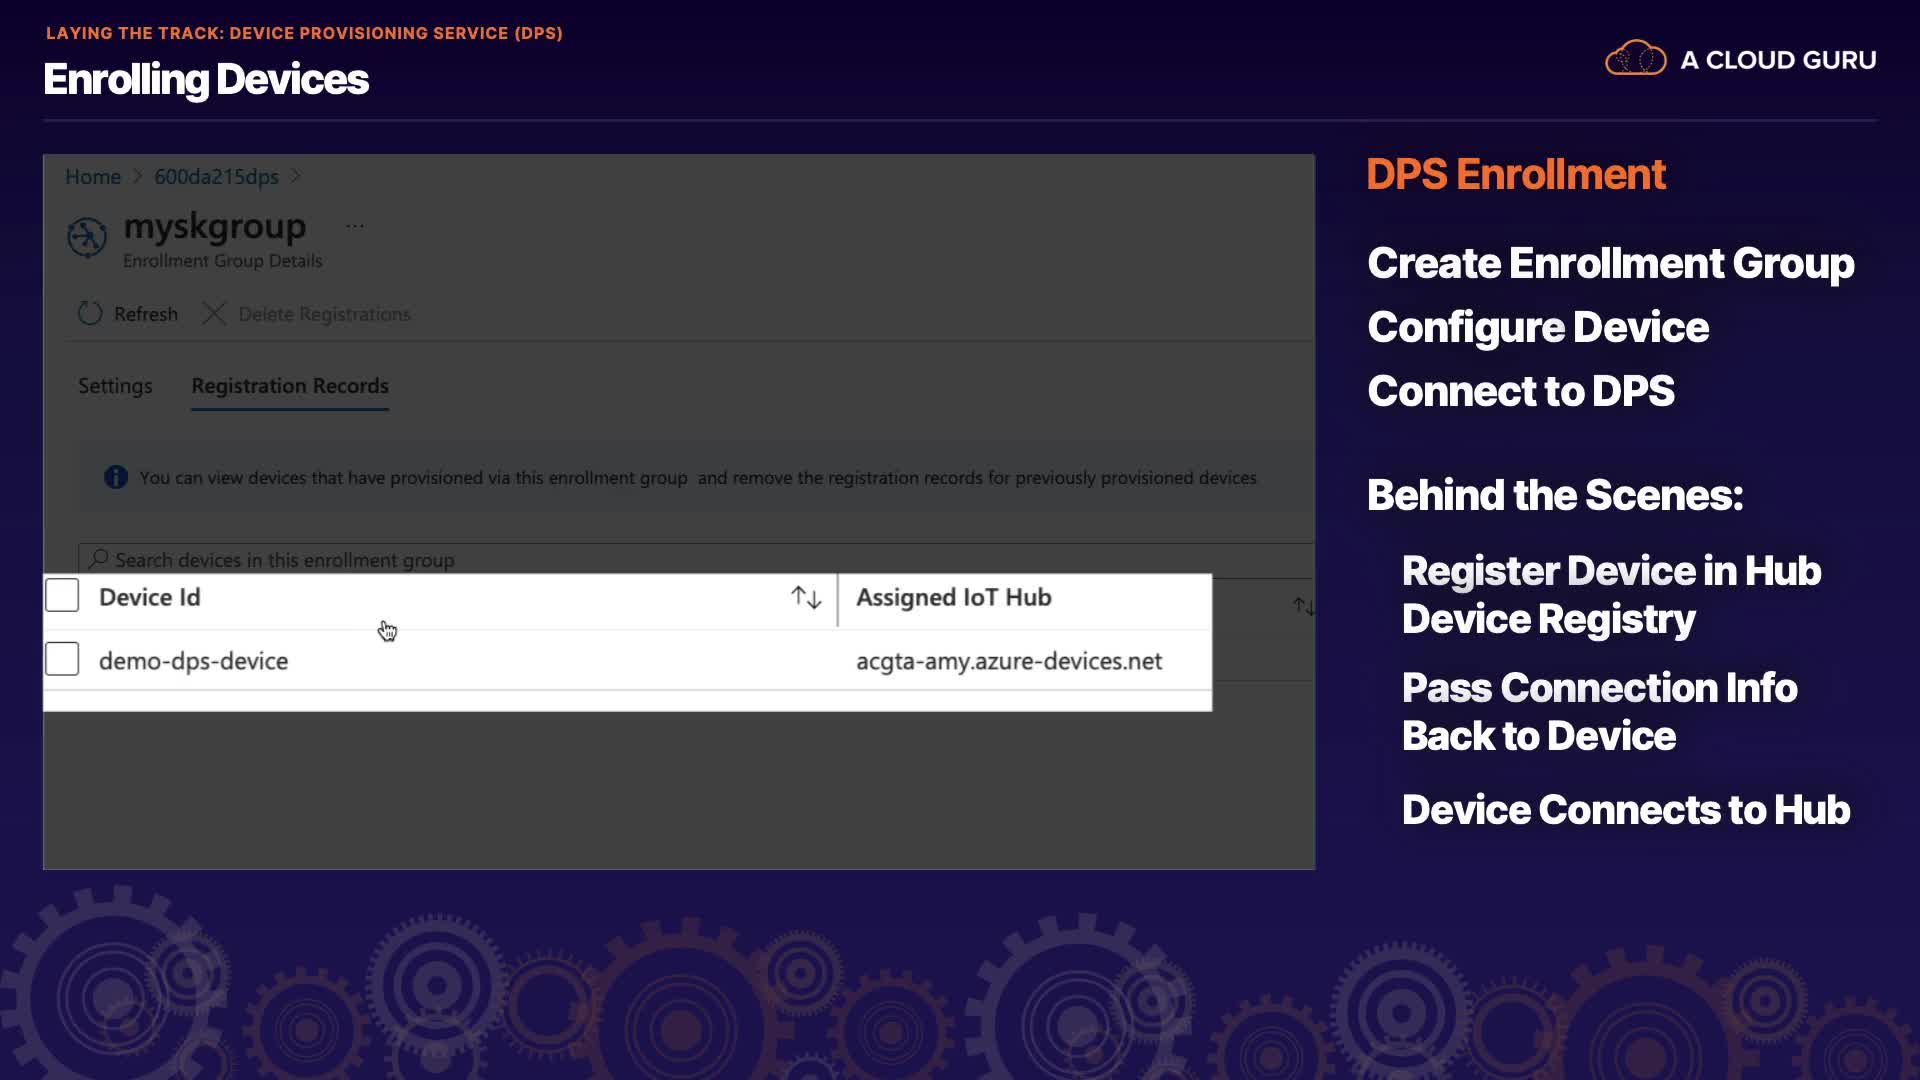 LAYING THE TRACK: DEVICE PROVISIONING SERVICE (DPS)
Enrolling Devices
A CLOUD GURU
Home > 600da215dps >
myskgroup ...
Enrollment Group Details
Refresh Delete Registrations
Settings Registration Records
You can view devices that have provisioned via this enrollment group and remove the registration records for previously provisioned devices
Search devices in this enrollment group
Device Id Assigned IoT Hub
demo-dps-device acgta-amy.azure-devices.net
DPS Enrollment
Create Enrollment Group
Configure Device
Connect to DPS
Behind the Scenes:
Register Device in Hub
Device Registry
Pass Connection Info
Back to Device
Device Connects to Hub